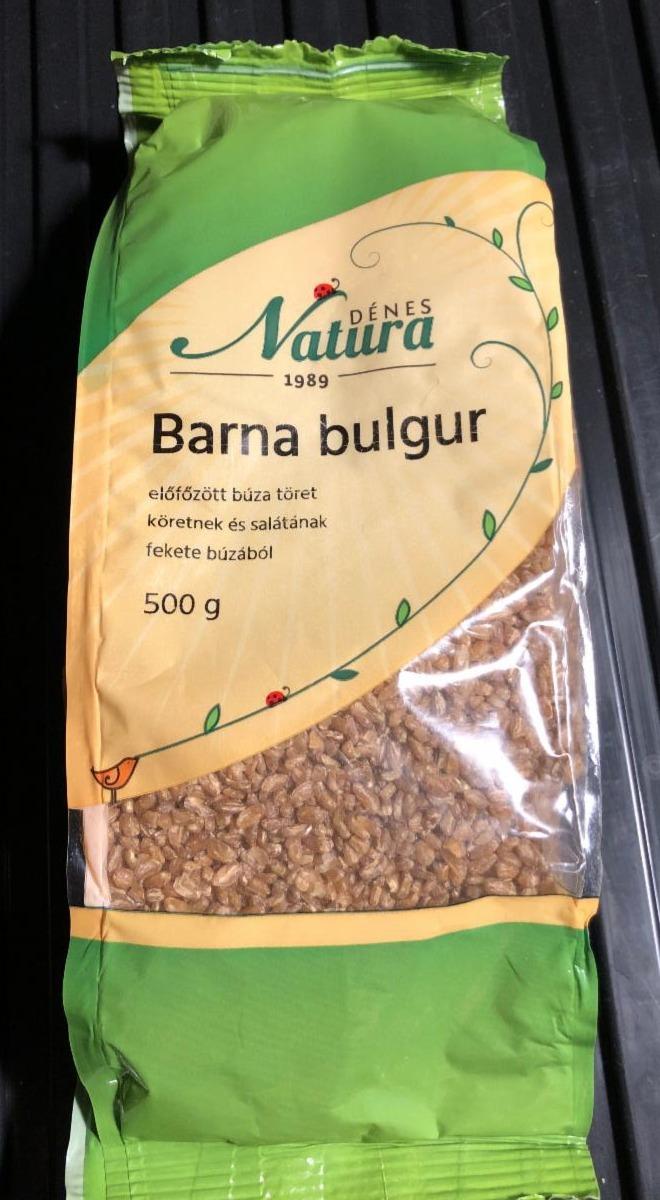 DÉNES
Natura
1989
Barna bulgur
előfőzött búza töret
köretnek és salátának
fekete búzából
500 g